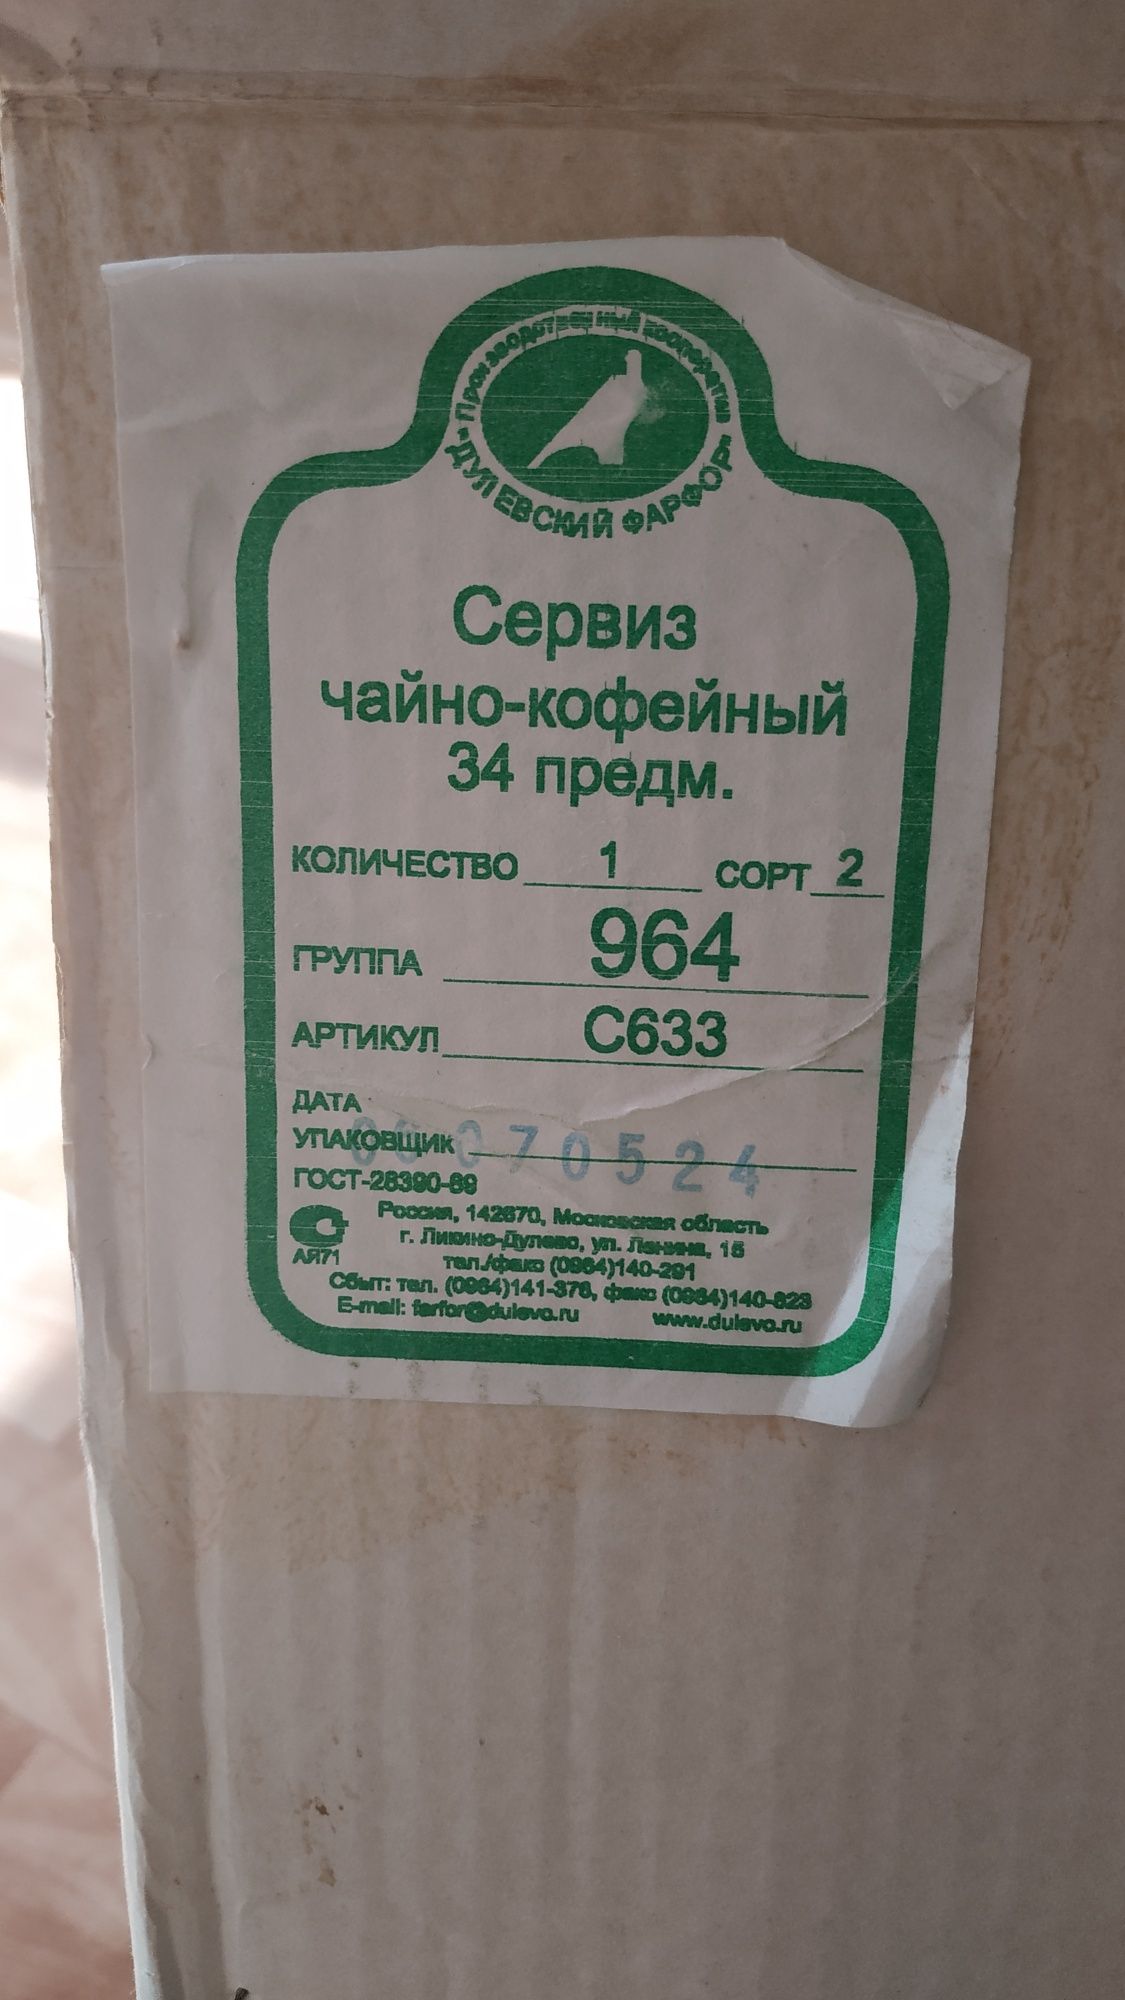 Производственный кооператив
"ДУЛЕВСКИЙ ФАРФОР"
Сервиз
чайно-кофейный
34 предм.
КОЛИЧЕСТВО 1 СОРТ 2
ГРУППА 964
АРТИКУЛ С633
ДАТА
УПАКОВЩИК 070524
ГОСТ-28390-89
АЯ71
Россия, 142670, Московская область
г. Ликино-Дулево, ул. Ленина, 15
тел./факс (0964)140-291
Сбыт: тел. (0964)141-376, факс (0964)140-823
E-mail: farfor@dulevo.ru www.dulevo.ru